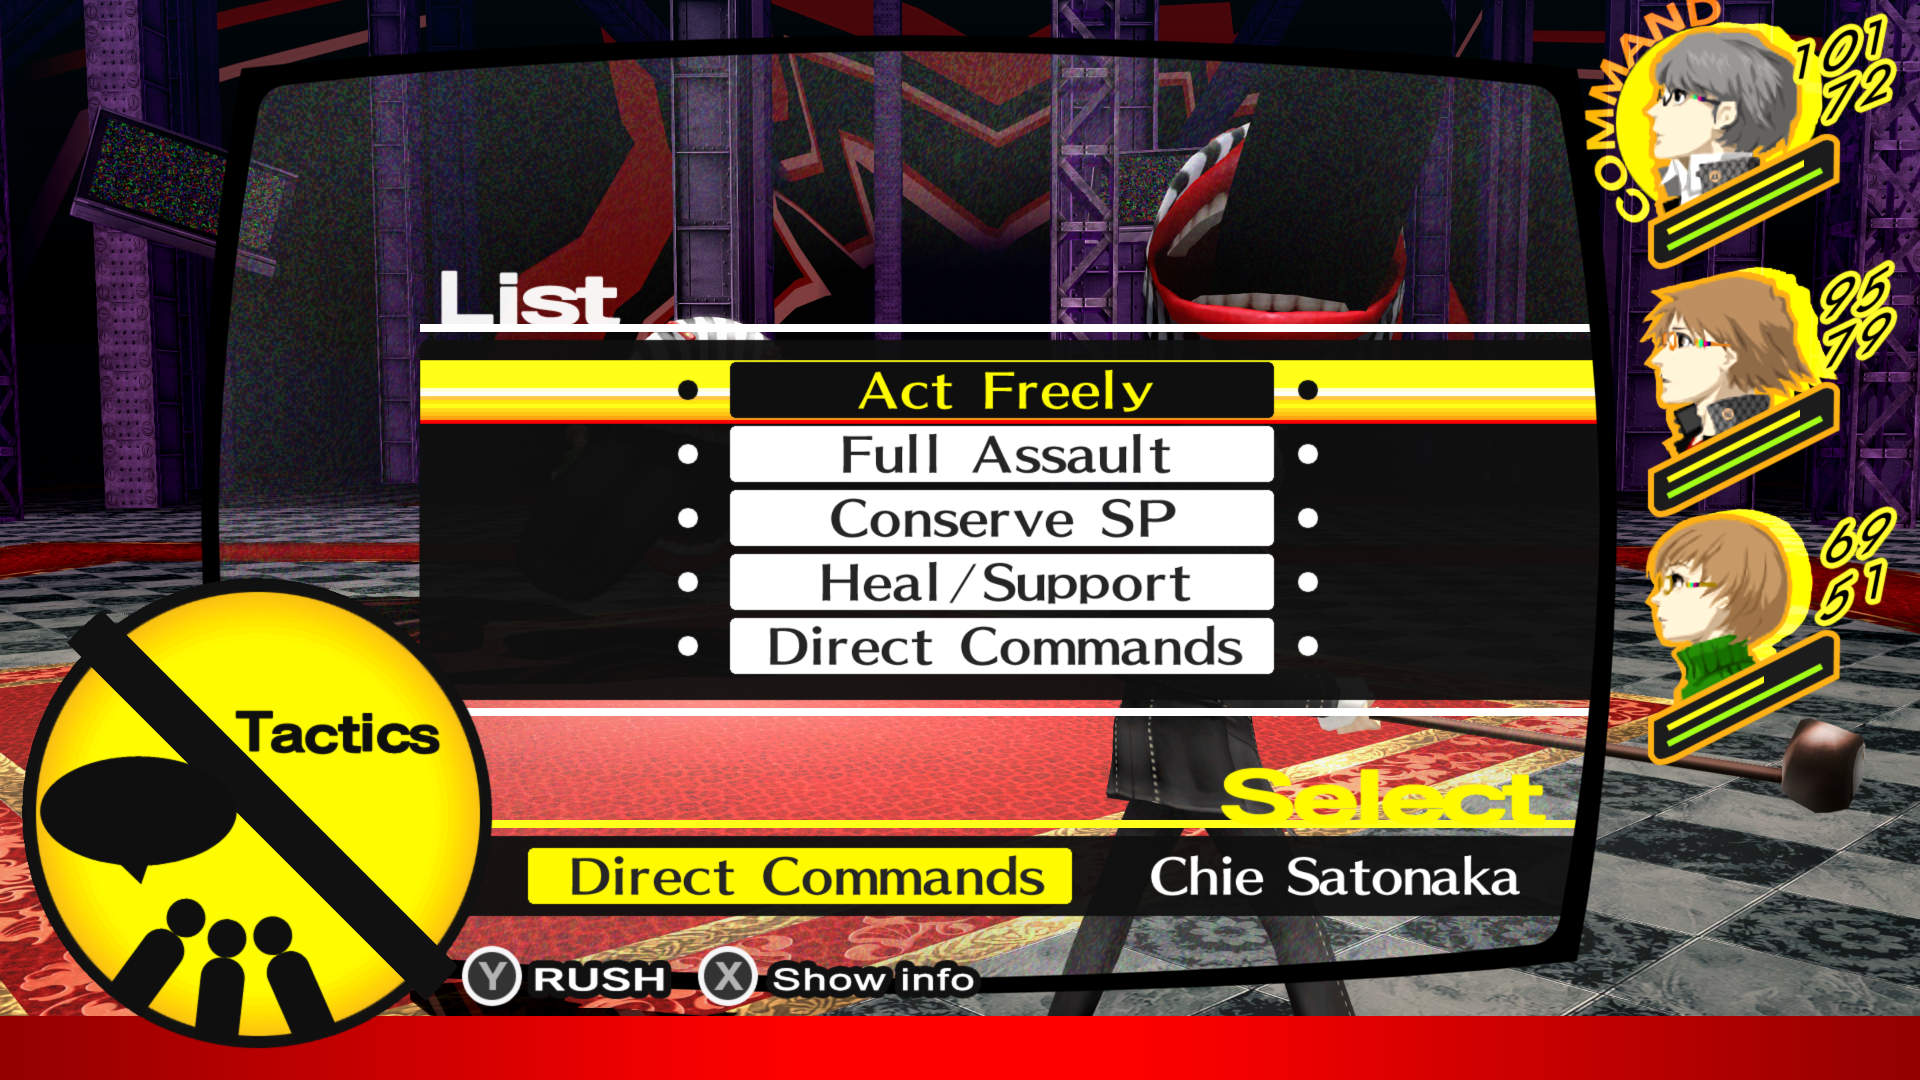 COMMAND
101
72
95
79
69
51
List
Act Freely
Full Assault
Conserve SP
Heal/Support
Direct Commands
Tactics
Select
Direct Commands Chie Satonaka
Y RUSH X Show info